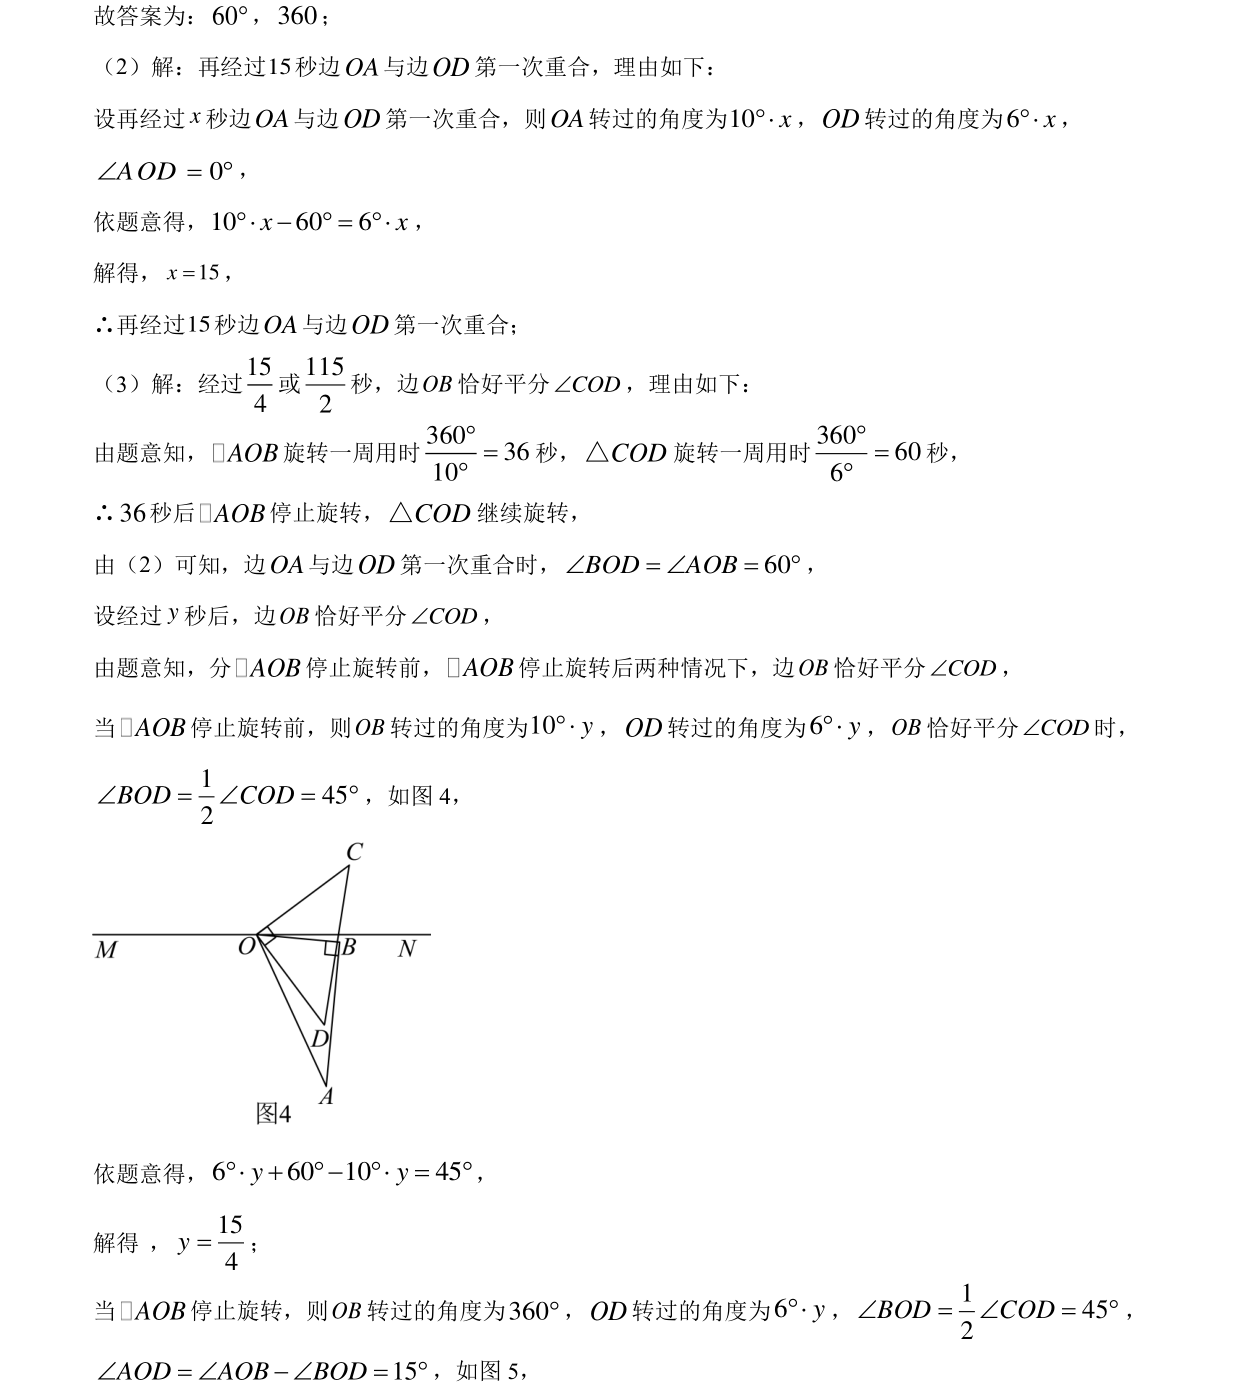 故答案为：60°，360；
（2）解：再经过15秒边OA与边OD第一次重合，理由如下：
设再经过x秒边OA与边OD第一次重合，则OA转过的角度为10°·x，OD转过的角度为6°·x，
∠AOD = 0°，
依题意得，10°·x−60°=6°·x，
解得，x=15，
∴再经过15秒边OA与边OD第一次重合；
（3）解：经过15/4或115/2秒，边OB恰好平分∠COD，理由如下：
由题意知，□AOB旋转一周用时360°/10°=36秒，△COD旋转一周用时360°/6°=60秒，
∴36秒后□AOB停止旋转，△COD继续旋转，
由（2）可知，边OA与边OD第一次重合时，∠BOD=∠AOB=60°，
设经过y秒后，边OB恰好平分∠COD，
由题意知，分□AOB停止旋转前，□AOB停止旋转后两种情况下，边OB恰好平分∠COD，
当□AOB停止旋转前，则OB转过的角度为10°·y，OD转过的角度为6°·y，OB恰好平分∠COD时，
∠BOD=1/2∠COD=45°，如图4，
C
M O B N
D
A
图4
依题意得，6°·y+60°−10°·y=45°，
解得 ，y=15/4；
当□AOB停止旋转，则OB转过的角度为360°，OD转过的角度为6°·y，∠BOD=1/2∠COD=45°，
∠AOD=∠AOB−∠BOD=15°，如图5，